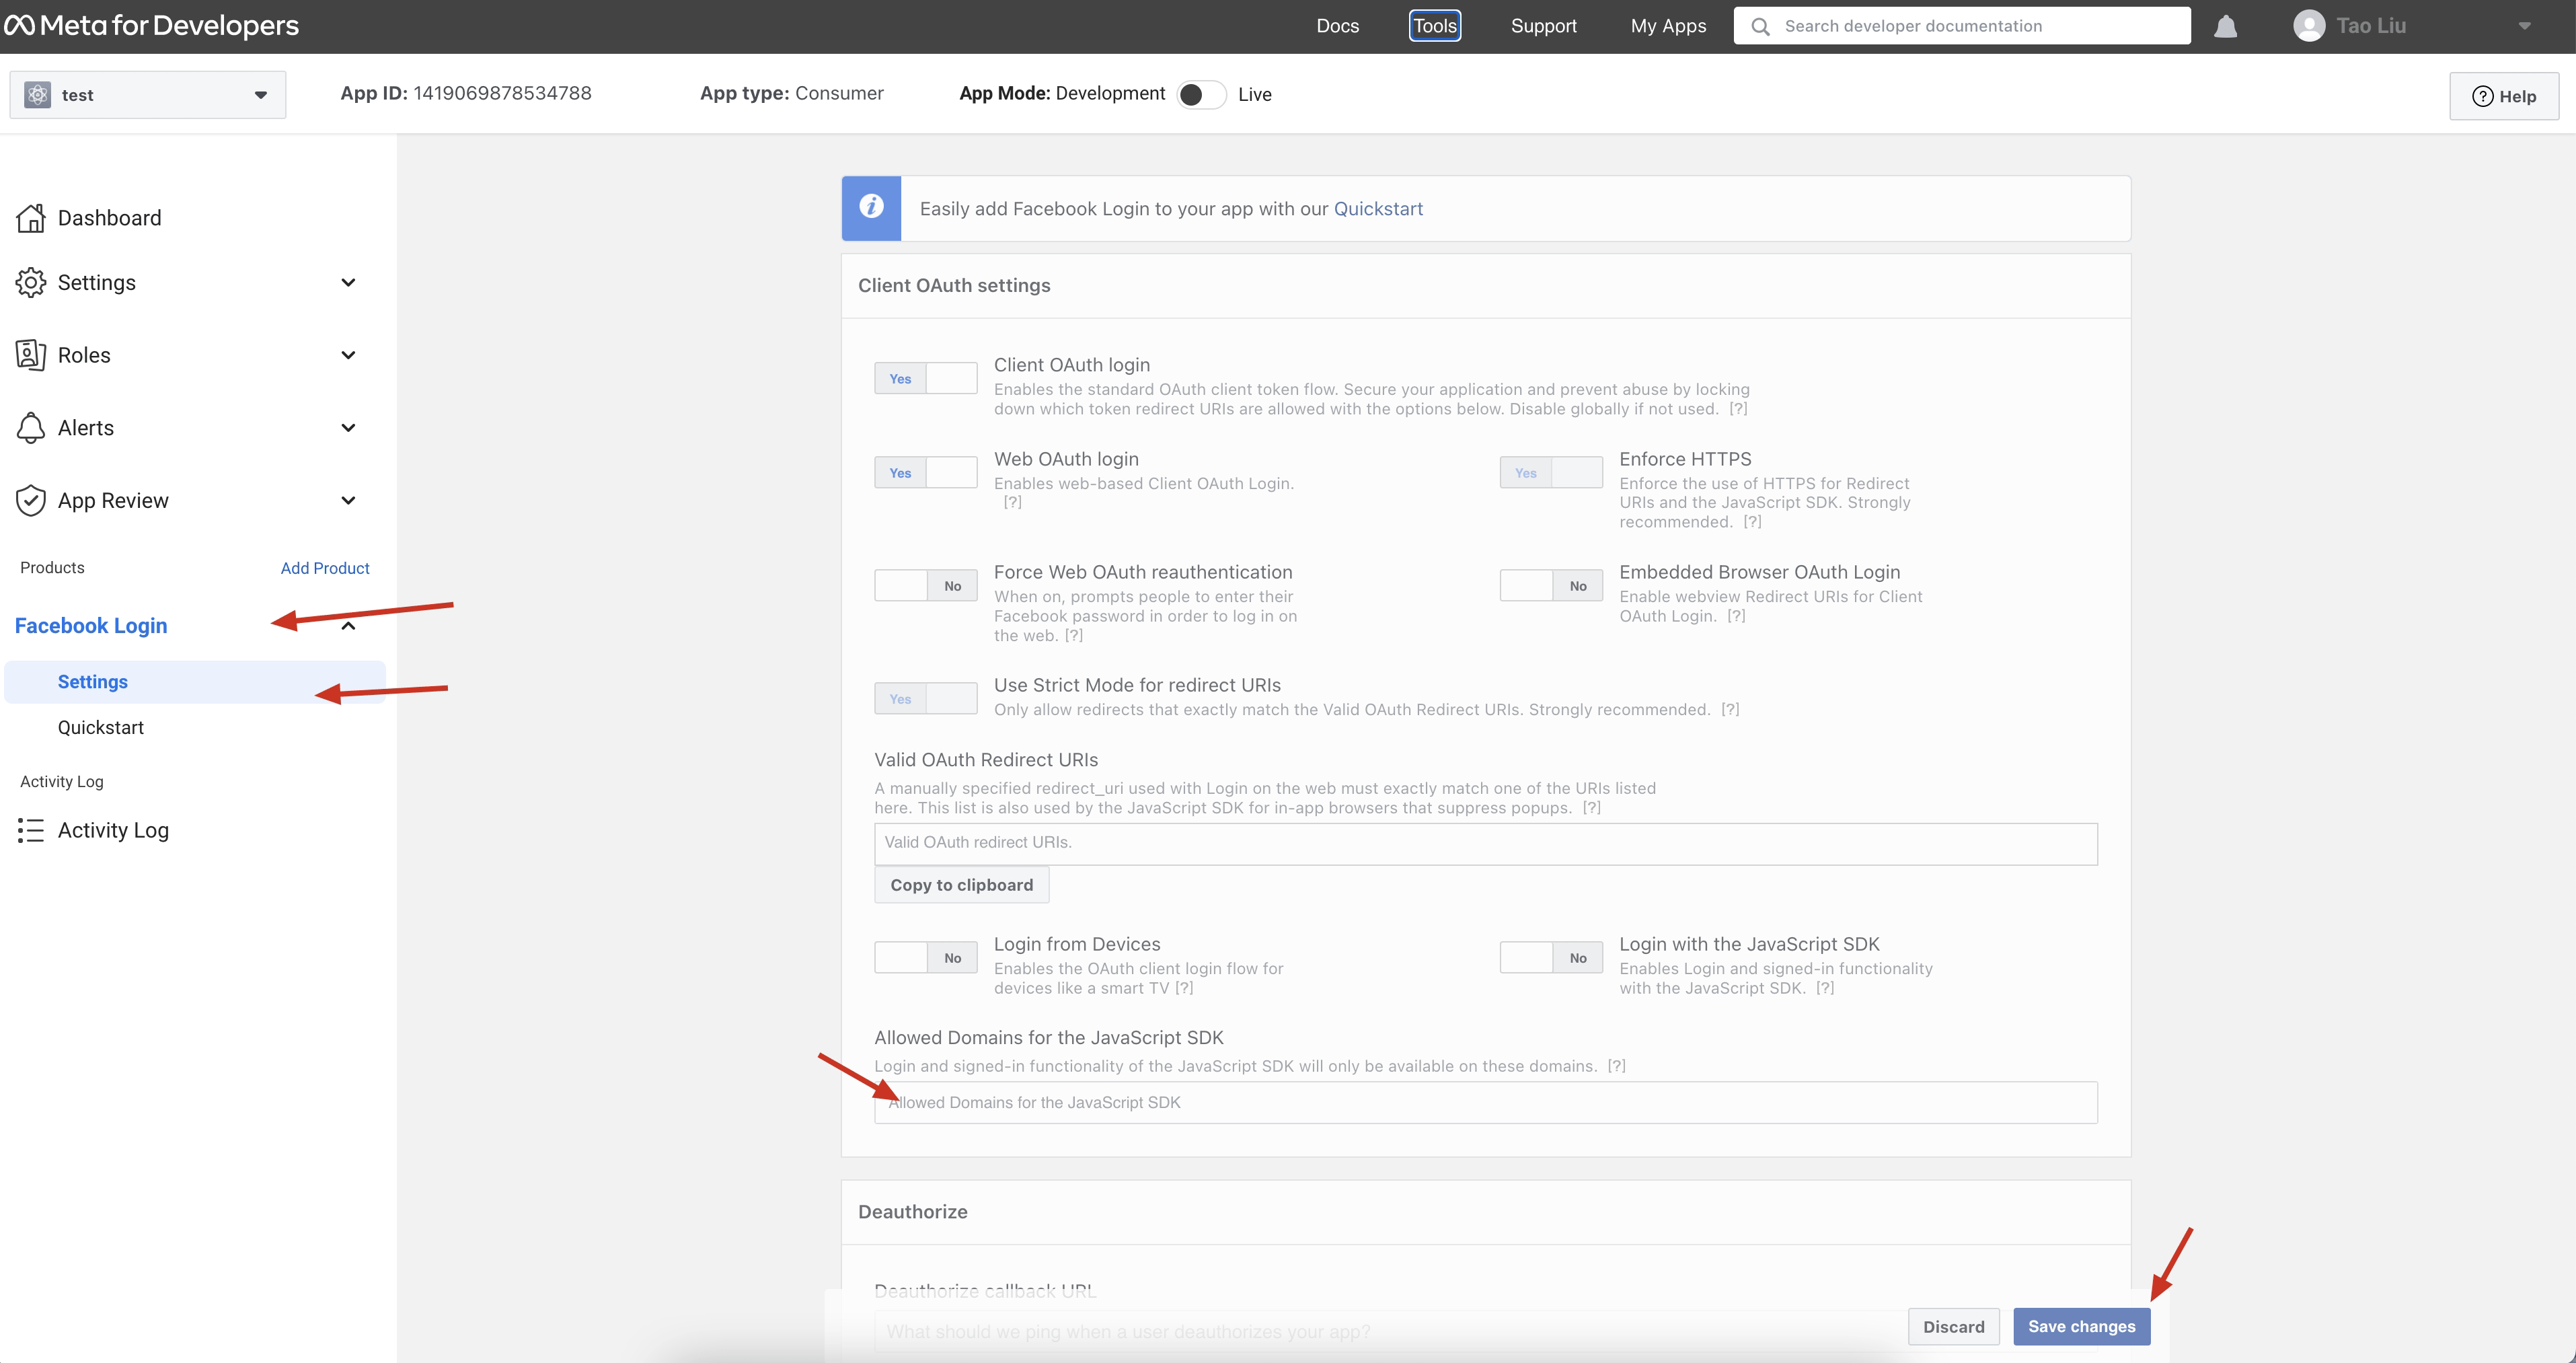 Meta for Developers
Docs
Tools
Support
My Apps
Search developer documentation
Tao Liu
test
App ID: 1419069878534788
App type: Consumer
App Mode: Development
Live
Help
Dashboard
Settings
Roles
Alerts
App Review
Products
Add Product
Facebook Login
Settings
Quickstart
Activity Log
Activity Log
Easily add Facebook Login to your app with our Quickstart
Client OAuth settings
Yes
Client OAuth login
Enables the standard OAuth client token flow. Secure your application and prevent abuse by locking
down which token redirect URIs are allowed with the options below. Disable globally if not used. [?]
Yes
Web OAuth login
Enables web-based Client OAuth Login.
[?]
Yes
Enforce HTTPS
Enforce the use of HTTPS for Redirect
URIs and the JavaScript SDK. Strongly
recommended. [?]
No
Force Web OAuth reauthentication
When on, prompts people to enter their
Facebook password in order to log in on
the web. [?]
No
Embedded Browser OAuth Login
Enable webview Redirect URIs for Client
OAuth Login. [?]
Yes
Use Strict Mode for redirect URIs
Only allow redirects that exactly match the Valid OAuth Redirect URIs. Strongly recommended. [?]
Valid OAuth Redirect URIs
A manually specified redirect_uri used with Login on the web must exactly match one of the URIs listed
here. This list is also used by the JavaScript SDK for in-app browsers that suppress popups. [?]
Valid OAuth redirect URIs.
Copy to clipboard
No
Login from Devices
Enables the OAuth client login flow for
devices like a smart TV [?]
No
Login with the JavaScript SDK
Enables Login and signed-in functionality
with the JavaScript SDK. [?]
Allowed Domains for the JavaScript SDK
Login and signed-in functionality of the JavaScript SDK will only be available on these domains. [?]
Allowed Domains for the JavaScript SDK
Deauthorize
Deauthorize callback URL
What should we ping when a user deauthorizes your app?
Discard
Save changes